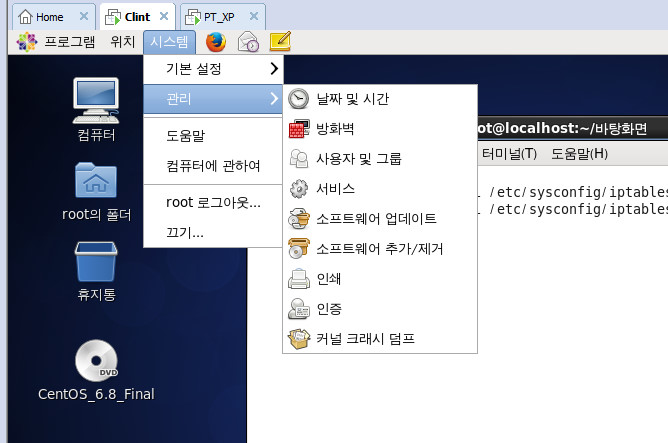 Home
Clint
PT_XP
프로그램 위치 시스템
기본 설정
관리
도움말
컴퓨터에 관하여
root 로그아웃...
끄기...
날짜 및 시간
방화벽
사용자 및 그룹
서비스
소프트웨어 업데이트
소프트웨어 추가/제거
인쇄
인증
커널 크래시 덤프
컴퓨터
root의 폴더
휴지통
DVD
CentOS_6.8_Final
ot@localhost:~/바탕화면
터미널(T) 도움말(H)
/etc/sysconfig/iptables
/etc/sysconfig/iptables